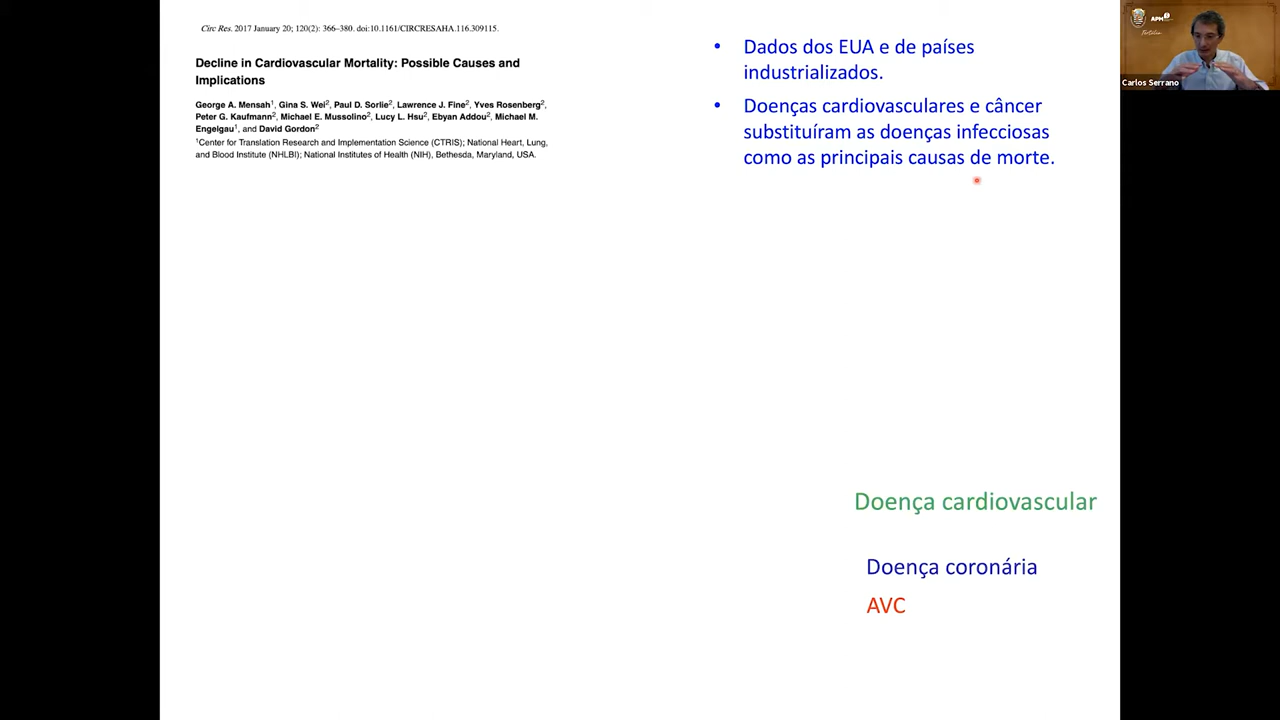 Circ Res. 2017 January 20; 120(2): 366–380. doi:10.1161/CIRCRESAHA.116.309115.
Decline in Cardiovascular Mortality: Possible Causes and
Implications
George A. Mensah1, Gina S. Wei2, Paul D. Sorlie2, Lawrence J. Fine2, Yves Rosenberg2,
Peter G. Kaufmann2, Michael E. Mussolino2, Lucy L. Hsu2, Ebyan Addou2, Michael M.
Engelgau1, and David Gordon2
1Center for Translation Research and Implementation Science (CTRIS); National Heart, Lung,
and Blood Institute (NHLBI); National Institutes of Health (NIH), Bethesda, Maryland, USA.
• Dados dos EUA e de países
industrializados.
• Doenças cardiovasculares e câncer
substituíram as doenças infecciosas
como as principais causas de morte.
Doença cardiovascular
Doença coronária
AVC
APM
Carlos Serrano